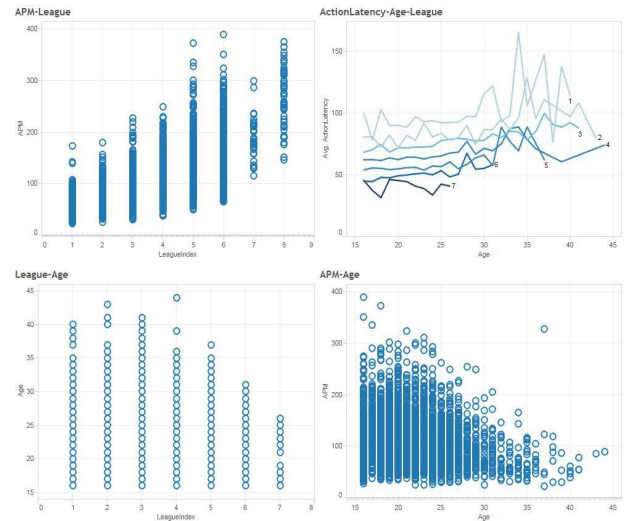 APM-League
400
300
200
100
0
APM
0 1 2 3 4 5 6 7 8 9
LeagueIndex
ActionLatency-Age-League
150
100
50
0
Avg. ActionLatency
1
2
3
4
5
6
7
15 20 25 30 35 40 45
Age
League-Age
45
40
35
30
25
20
15
Age
0 1 2 3 4 5 6 7 8
LeagueIndex
APM-Age
400
300
200
100
0
APM
15 20 25 30 35 40 45
Age